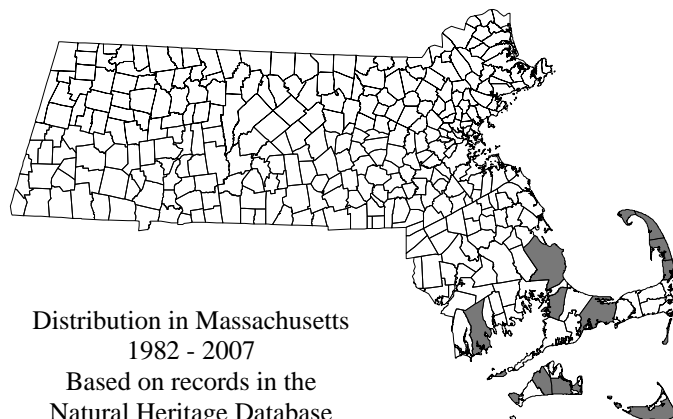 Distribution in Massachusetts
1982 - 2007
Based on records in the
Natural Heritage Database